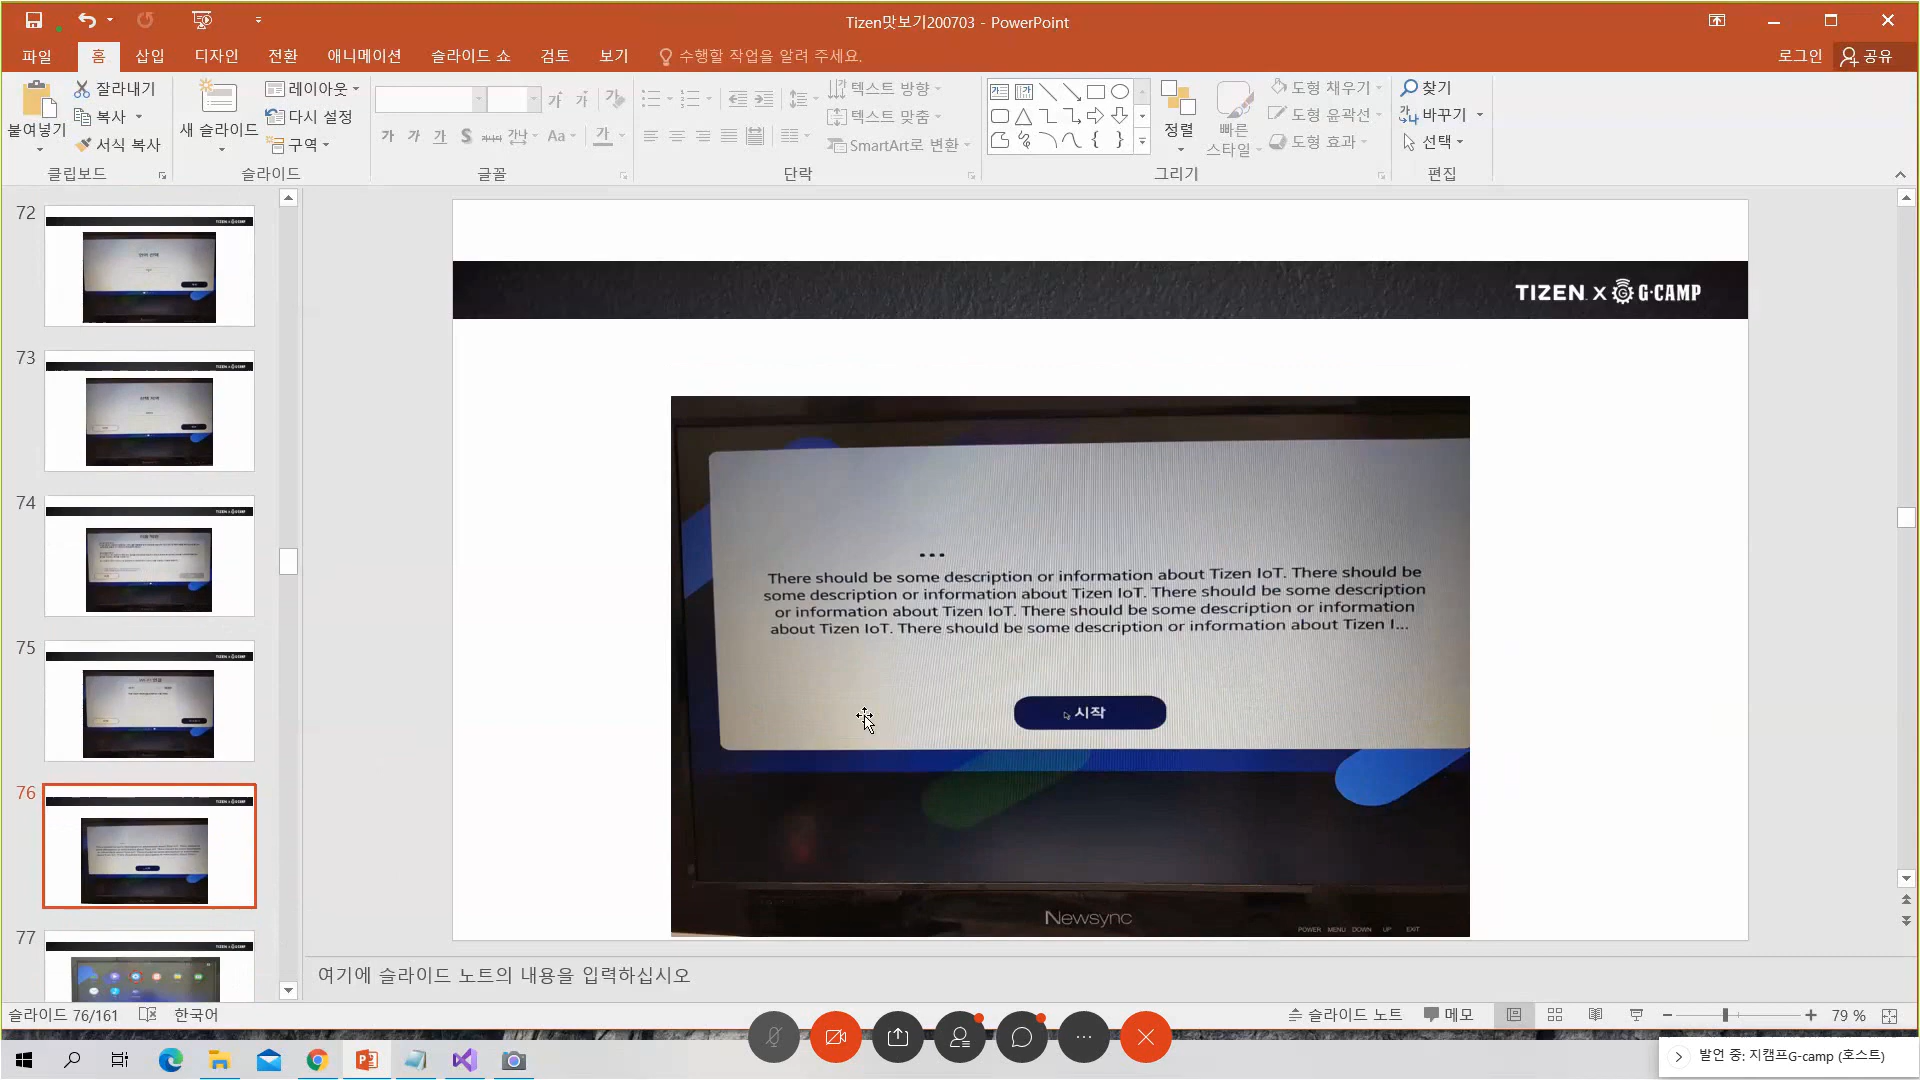 Tizen맛보기200703 - PowerPoint
파일 홈 삽입 디자인 전환 애니메이션 슬라이드 쇼 검토 보기 수행할 작업을 알려 주세요. 로그인 공유
붙여넣기 잘라내기 복사 서식 복사
새 슬라이드 레이아웃 다시 설정 구역
텍스트 방향 텍스트 맞춤 SmartArt로 변환
정렬 빠른 스타일 도형 채우기 도형 윤곽선 도형 효과
찾기 바꾸기 선택
클립보드 슬라이드 글꼴 단락 그리기 편집
72
73
74
75
76
77
TIZEN X G·CAMP
...
There should be some description or information about Tizen IoT. There should be
some description or information about Tizen IoT. There should be some description
or information about Tizen IoT. There should be some description or information
about Tizen IoT. There should be some description or information about Tizen I...
시작
Newsync
POWER MENU DOWN UP EXIT
여기에 슬라이드 노트의 내용을 입력하십시오
슬라이드 76/161 한국어 슬라이드 노트 메모 79 %
발언 중: 지캠프G-camp (호스트)